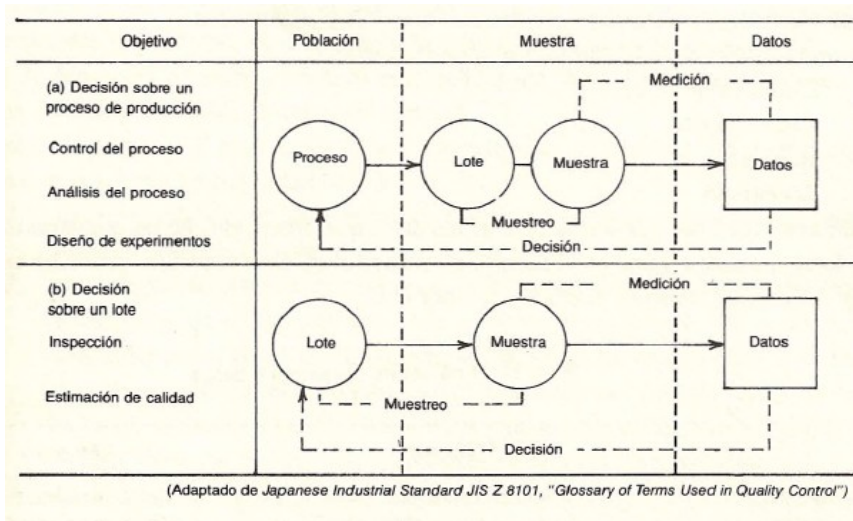 Objetivo
Población
Muestra
Datos
(a) Decisión sobre un
proceso de producción
Control del proceso
Análisis del proceso
Diseño de experimentos
Medición
Proceso
Lote
Muestra
Datos
Muestreo
Decisión
(b) Decisión
sobre un lote
Inspección
Estimación de calidad
Medición
Lote
Muestra
Datos
Muestreo
Decisión
(Adaptado de Japanese Industrial Standard JIS Z 8101, "Glossary of Terms Used in Quality Control")